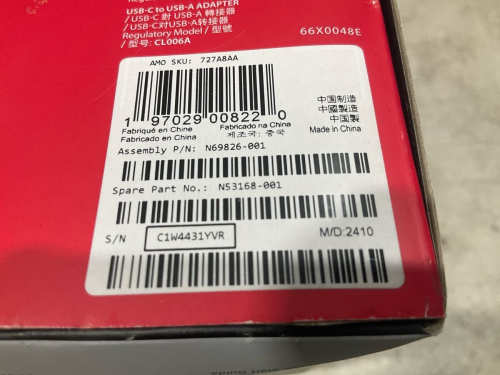 USB-C to USB-A ADAPTER
/ USB-C 對 USB-A 轉接器
/ USB-C对USB-A转接器
Regulatory Model / 型號
/ 型号: CL006A
66X0048E
AMO SKU: 727A8AA
1 97029 00822 0
Fabriqué en Chine
Fabricado na China
Fabricado en China
제조국: 중국
中国制造
中國製造
中国製
Made in China
Assembly P/N: N69826-001
Spare Part No.: N53168-001
S/N
C1W4431YVR
M/D:2410